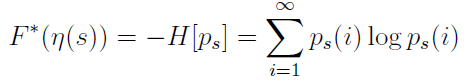 F*(η(s)) = −H[p_s] = ∑_{i=1}^{∞} p_s(i) log p_s(i)